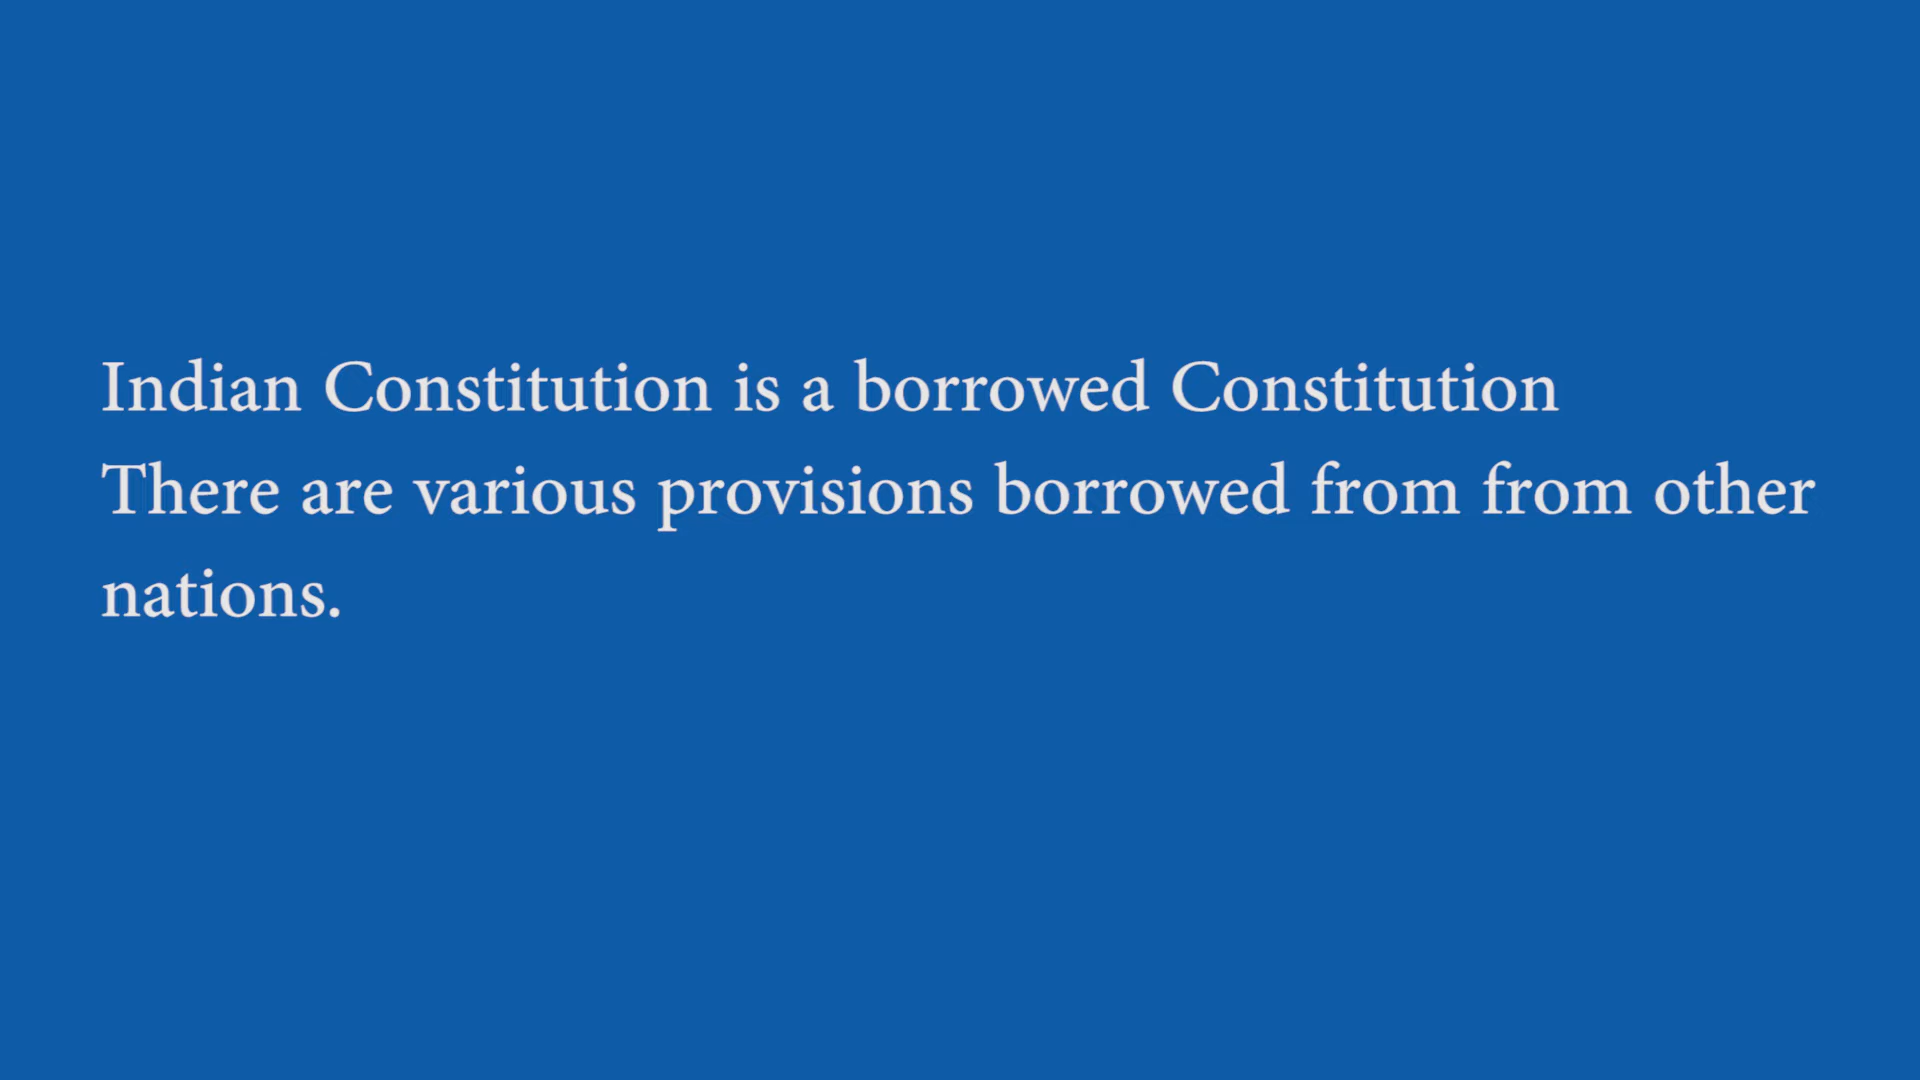 Indian Constitution is a borrowed Constitution
There are various provisions borrowed from from other
nations.